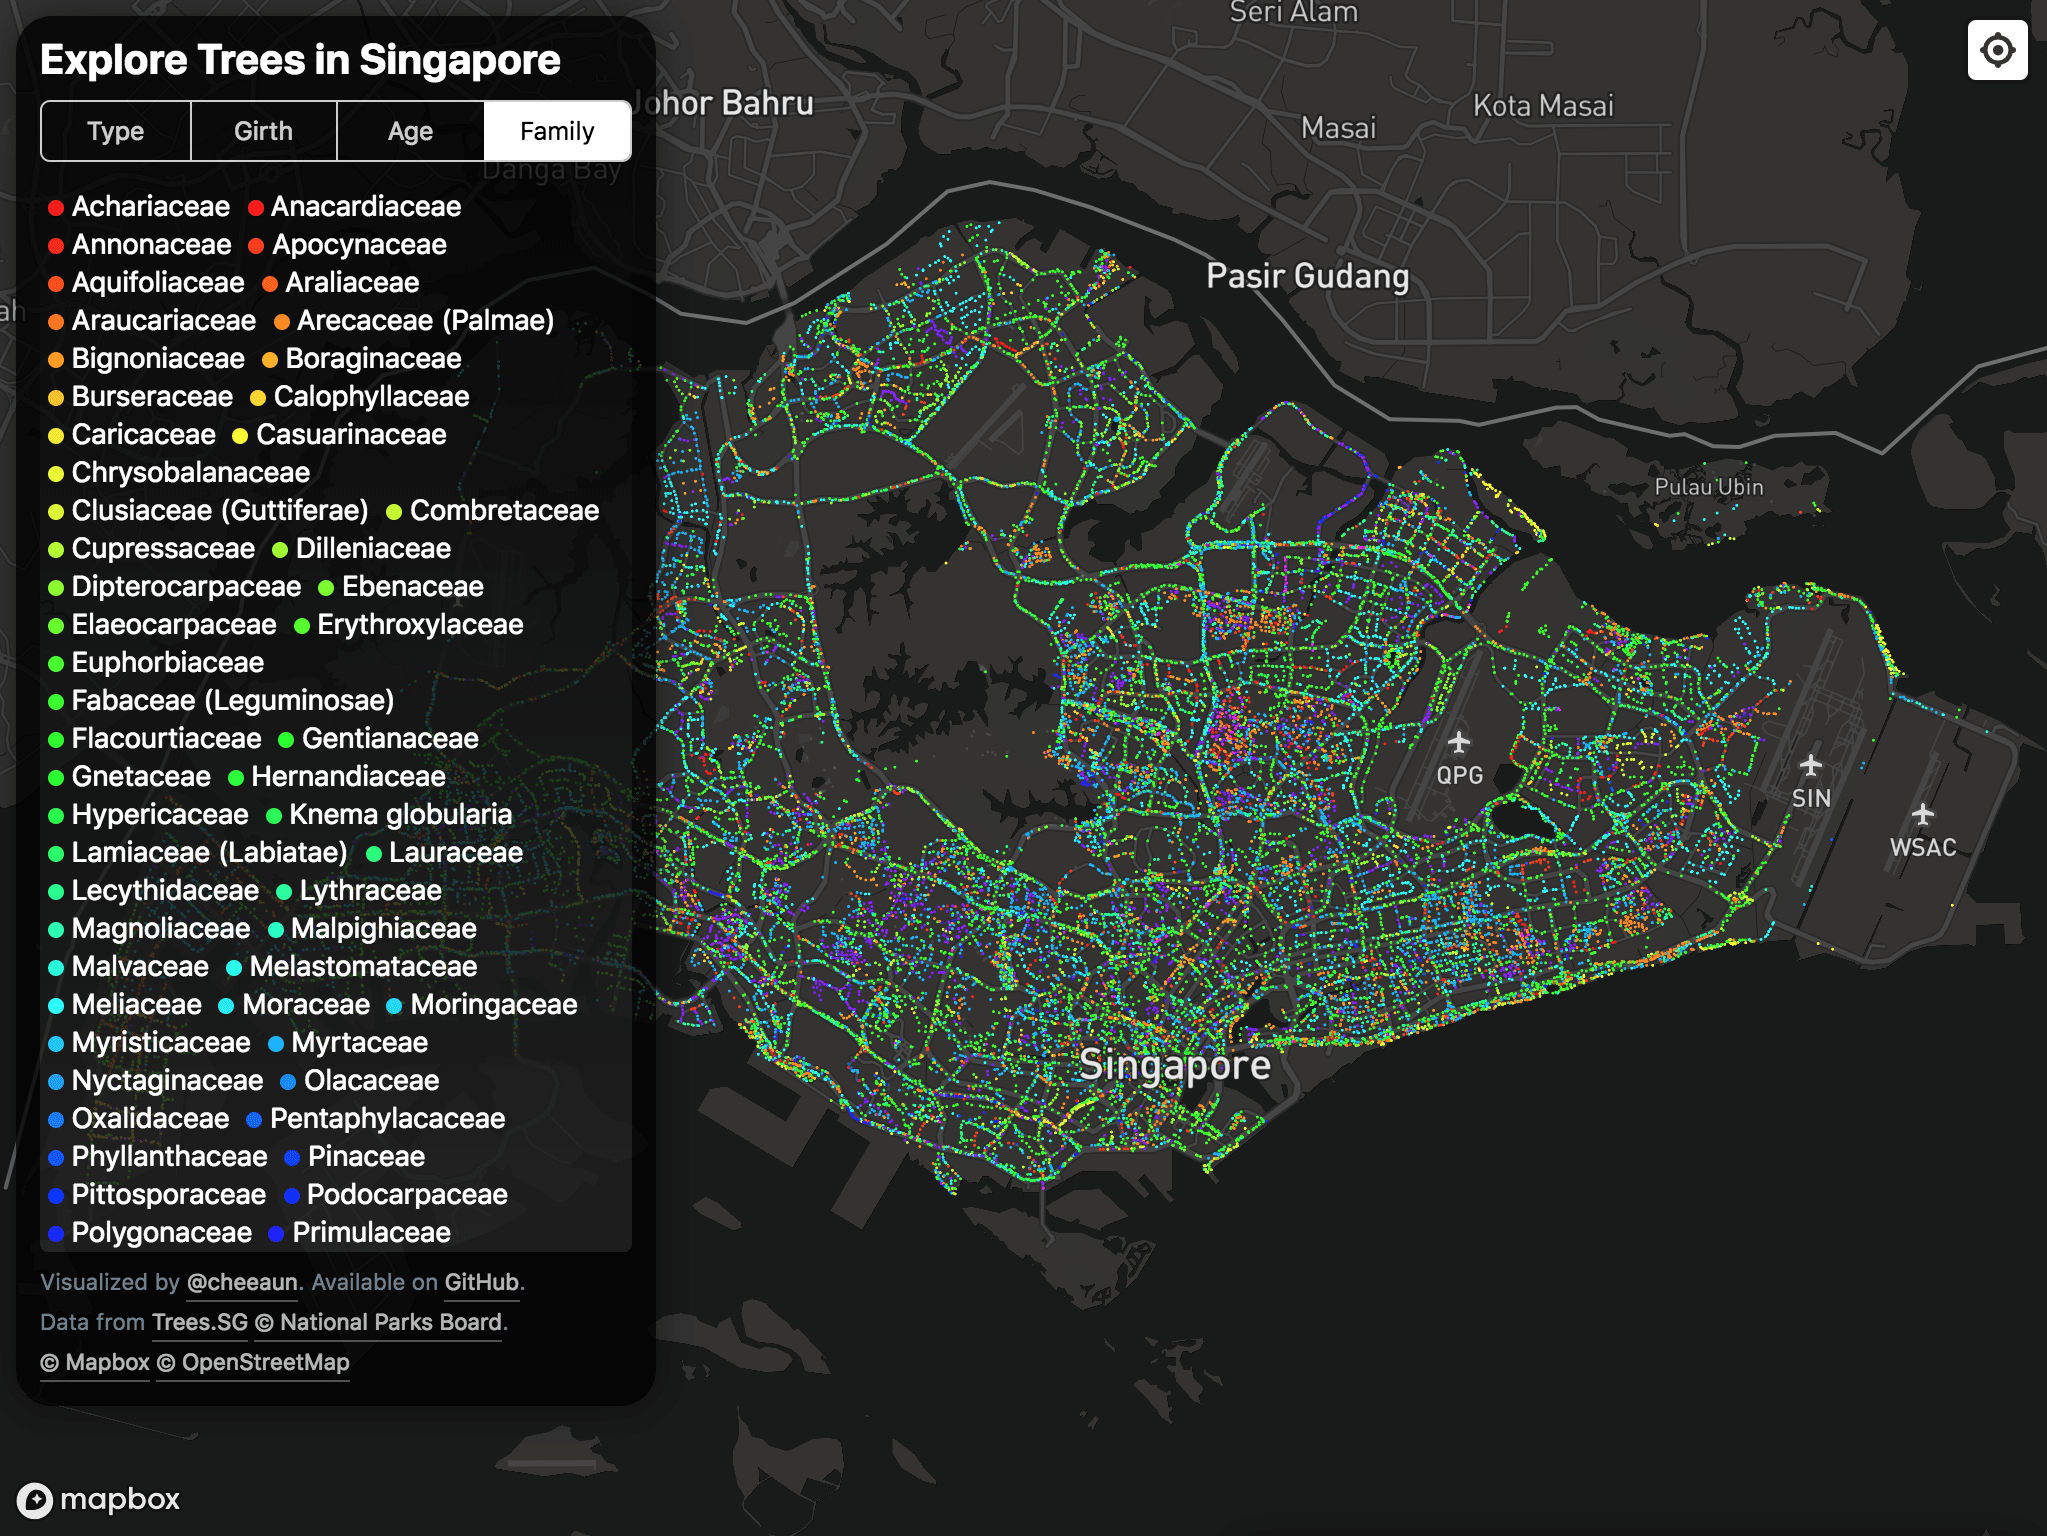 Explore Trees in Singapore
Type Girth Age Family
Achariaceae Anacardiaceae
Annonaceae Apocynaceae
Aquifoliaceae Araliaceae
Araucariaceae Arecaceae (Palmae)
Bignoniaceae Boraginaceae
Burseraceae Calophyllaceae
Caricaceae Casuarinaceae
Chrysobalanaceae
Clusiaceae (Guttiferae) Combretaceae
Cupressaceae Dilleniaceae
Dipterocarpaceae Ebenaceae
Elaeocarpaceae Erythroxylaceae
Euphorbiaceae
Fabaceae (Leguminosae)
Flacourtiaceae Gentianaceae
Gnetaceae Hernandiaceae
Hypericaceae Knema globularia
Lamiaceae (Labiatae) Lauraceae
Lecythidaceae Lythraceae
Magnoliaceae Malpighiaceae
Malvaceae Melastomataceae
Meliaceae Moraceae Moringaceae
Myristicaceae Myrtaceae
Nyctaginaceae Olacaceae
Oxalidaceae Pentaphylacaceae
Phyllanthaceae Pinaceae
Pittosporaceae Podocarpaceae
Polygonaceae Primulaceae
Visualized by @cheeaun. Available on GitHub.
Data from Trees.SG © National Parks Board.
© Mapbox © OpenStreetMap
mapbox
Seri Alam
Johor Bahru
Kota Masai
Masai
Danga Bay
Pasir Gudang
ah
Pulau Ubin
QPG
SIN
WSAC
Singapore